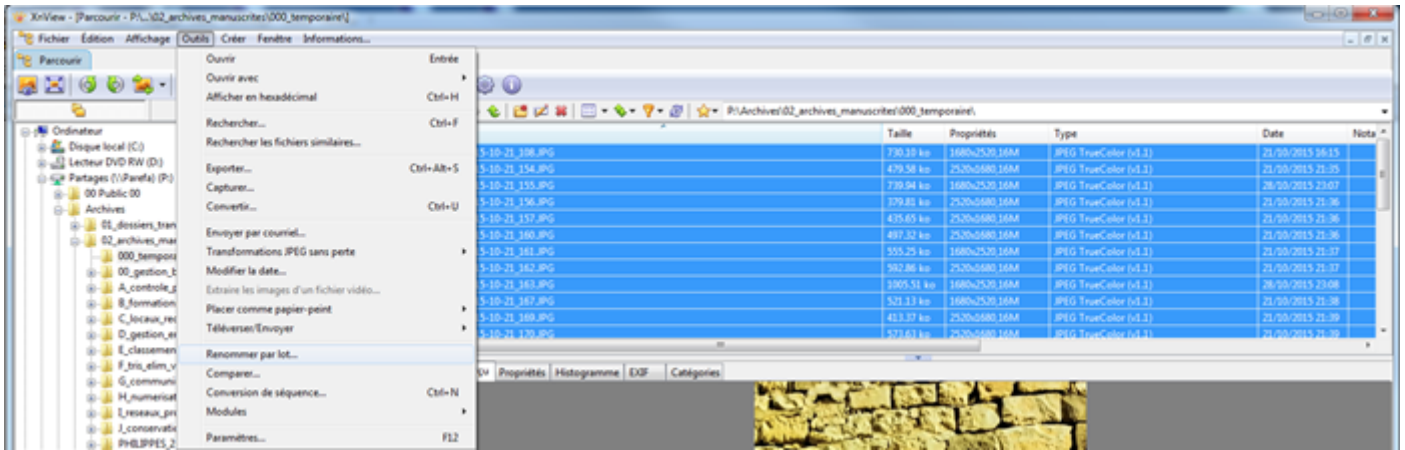 XnView - [Parcourir - P:\...\02_archives_manuscrites\000_temporaire\]
Fichier Édition Affichage Outils Créer Fenêtre Informations...
Parcourir
Ouvrir Entrée
Ouvrir avec
Afficher en hexadécimal Ctrl+H
Rechercher... Ctrl+F
Rechercher les fichiers similaires...
Exporter... Ctrl+Alt+S
Capturer...
Convertir... Ctrl+U
Envoyer par courriel...
Transformations JPEG sans perte
Modifier la date...
Extraire les images d'un fichier vidéo...
Placer comme papier-peint
Téléverser/Envoyer
Renommer par lot...
Comparer...
Conversion de séquence... Ctrl+N
Modules
Paramètres... F12
Ordinateur
Disque local (C:)
Lecteur DVD RW (D:)
Partages (\\Parefa) (P:)
00 Public 00
Archives
01_dossiers_tran
02_archives_mar
000_tempora
00_gestion_b
A_controle_p
B_formation
C_locaux_rec
D_gestion_er
E_classemen
F_tris_elim_v
G_communi
H_numerisat
I_reseaux_pro
J_conservatic
PHILIPPES_2
P:\Archives\02_archives_manuscrites\000_temporaire\
Taille Propriétés Type Date Nota
5-10-21_108.JPG 730.10 ko 1680x2520,16M JPEG TrueColor (v1.1) 21/10/2015 16:15
5-10-21_154.JPG 479.58 ko 2520x1680,16M JPEG TrueColor (v1.1) 21/10/2015 21:35
5-10-21_155.JPG 739.94 ko 1680x2520,16M JPEG TrueColor (v1.1) 28/10/2015 23:07
5-10-21_156.JPG 379.81 ko 2520x1680,16M JPEG TrueColor (v1.1) 21/10/2015 21:36
5-10-21_157.JPG 435.65 ko 2520x1680,16M JPEG TrueColor (v1.1) 21/10/2015 21:36
5-10-21_160.JPG 497.32 ko 2520x1680,16M JPEG TrueColor (v1.1) 21/10/2015 21:36
5-10-21_161.JPG 555.25 ko 1680x2520,16M JPEG TrueColor (v1.1) 21/10/2015 21:37
5-10-21_162.JPG 592.86 ko 2520x1680,16M JPEG TrueColor (v1.1) 21/10/2015 21:37
5-10-21_163.JPG 1005.51 ko 1680x2520,16M JPEG TrueColor (v1.1) 28/10/2015 23:08
5-10-21_167.JPG 521.13 ko 1680x2520,16M JPEG TrueColor (v1.1) 21/10/2015 21:38
5-10-21_169.JPG 413.37 ko 2520x1680,16M JPEG TrueColor (v1.1) 21/10/2015 21:39
5-10-21_170.JPG 573.63 ko 2520x1680,16M JPEG TrueColor (v1.1) 21/10/2015 21:39
Propriétés Histogramme EXIF Catégories